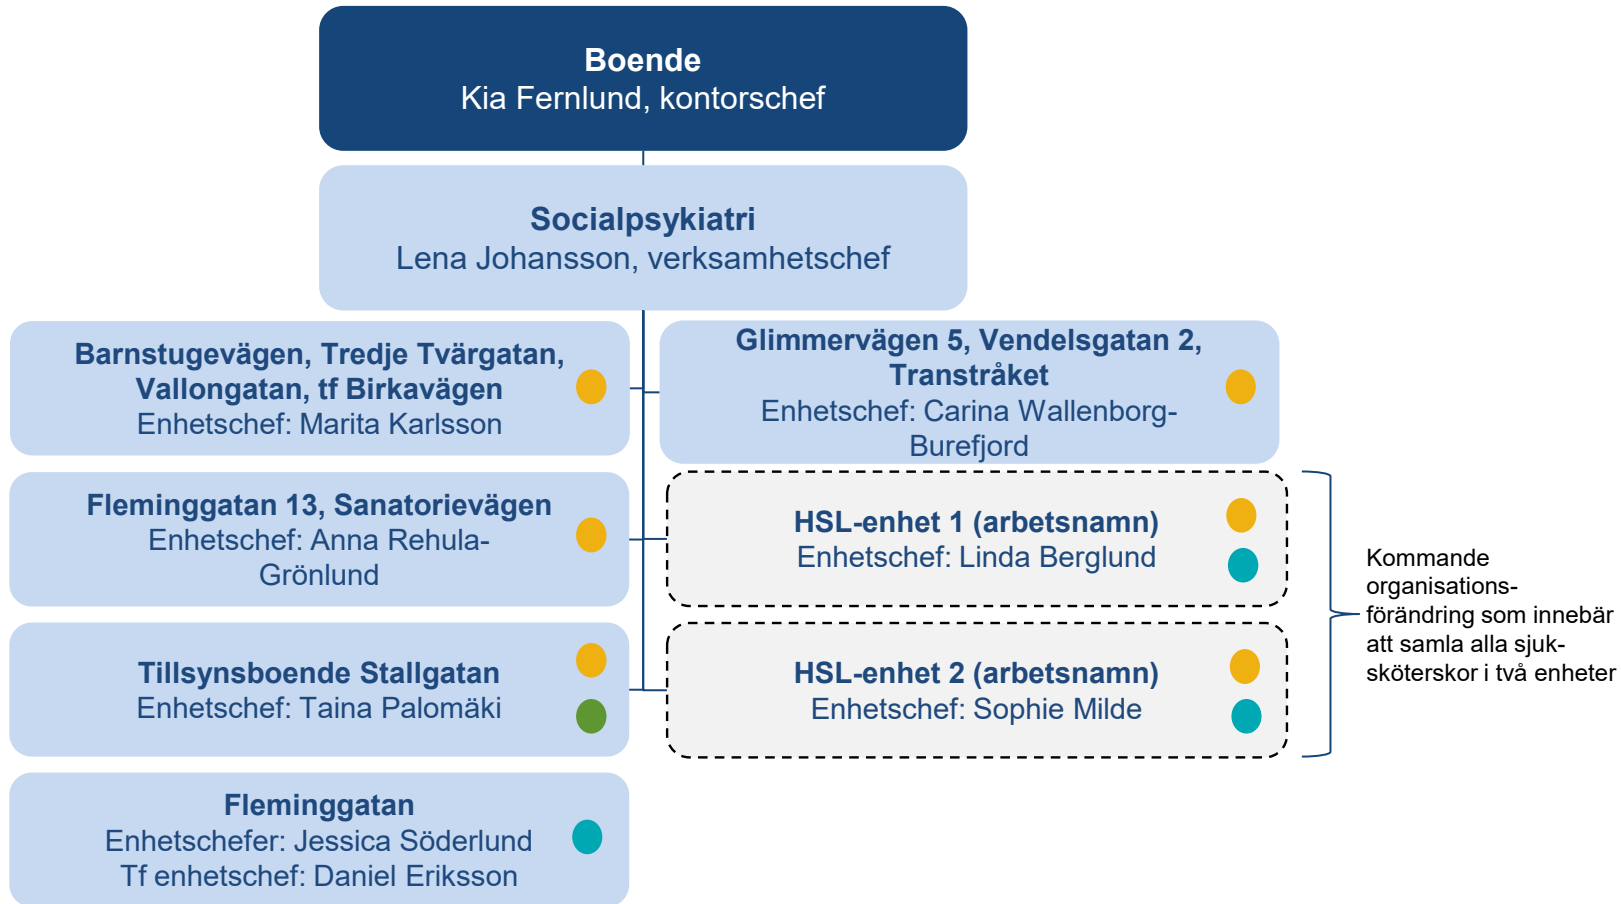 Boende
Kia Fernlund, kontorschef
Socialpsykiatri
Lena Johansson, verksamhetschef
Barnstugevägen, Tredje Tvärgatan,
Vallongatan, tf Birkavägen
Enhetschef: Marita Karlsson
Glimmervägen 5, Vendelsgatan 2,
Transtråket
Enhetschef: Carina Wallenborg-
Burefjord
Fleminggatan 13, Sanatorievägen
Enhetschef: Anna Rehula-
Grönlund
HSL-enhet 1 (arbetsnamn)
Enhetschef: Linda Berglund
Tillsynsboende Stallgatan
Enhetschef: Taina Palomäki
HSL-enhet 2 (arbetsnamn)
Enhetschef: Sophie Milde
Kommande
organisations-
förändring som innebär
att samla alla sjuk-
sköterskor i två enheter
Fleminggatan
Enhetschefer: Jessica Söderlund
Tf enhetschef: Daniel Eriksson